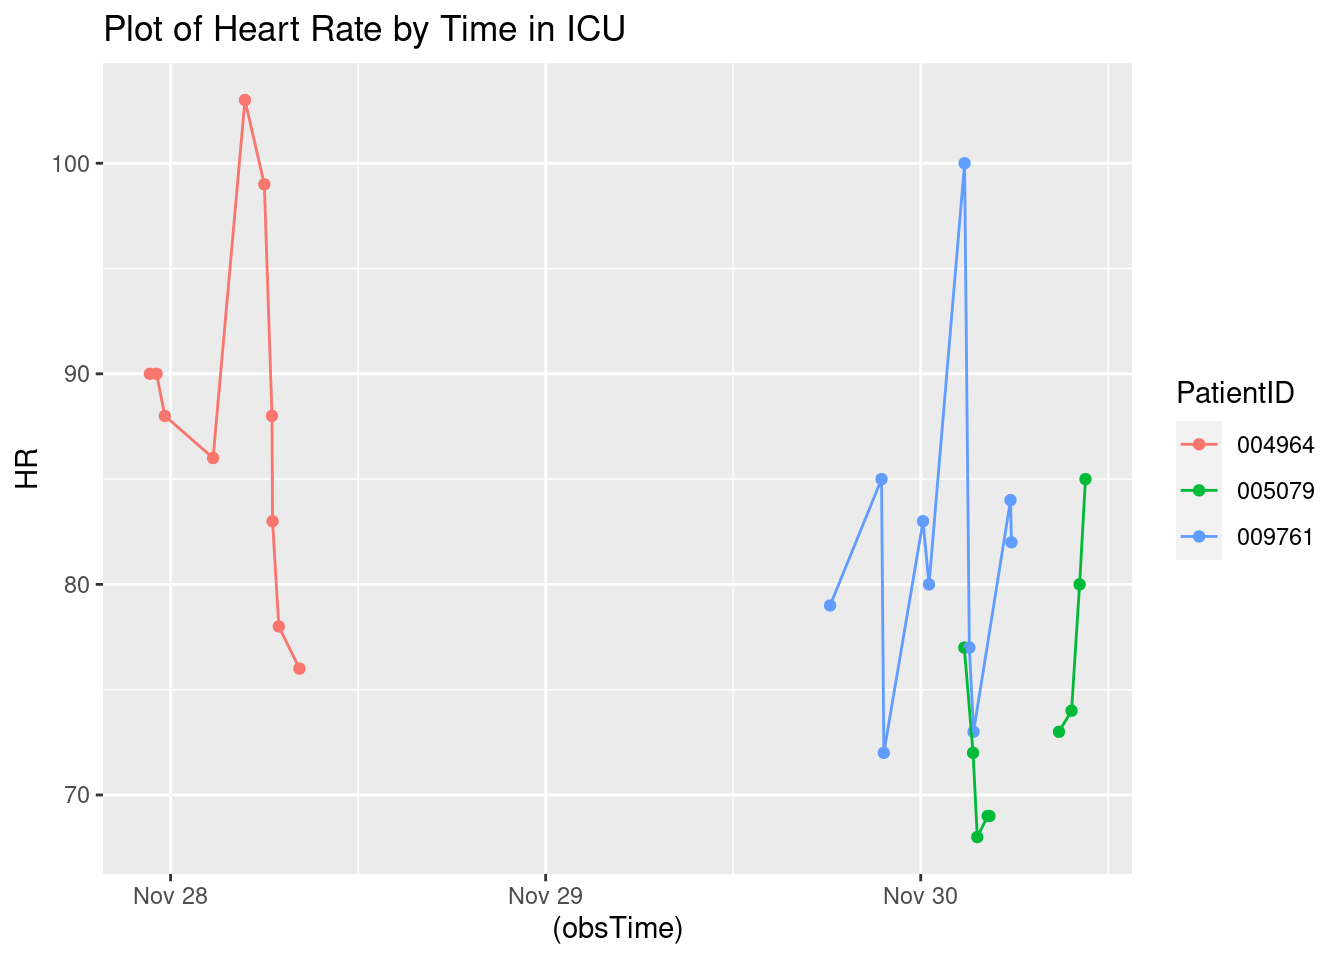 Plot of Heart Rate by Time in ICU
100
90
80
70
HR
Nov 28
Nov 29
Nov 30
(obsTime)
PatientID
004964
005079
009761